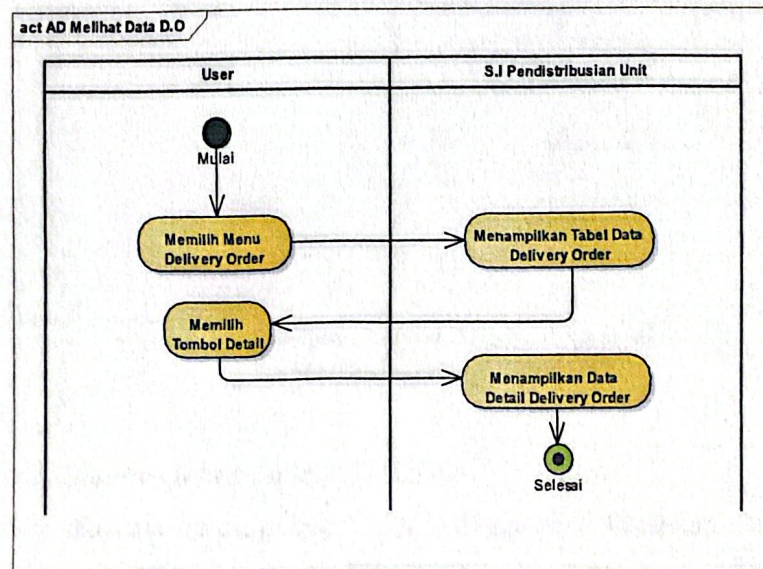 act AD Melihat Data D.O
User
S.I Pendistribusian Unit
Mulai
Memilih Menu
Delivery Order
Menampilkan Tabel Data
Delivery Order
Memilih
Tombol Detail
Menampilkan Data
Detail Delivery Order
Selesai